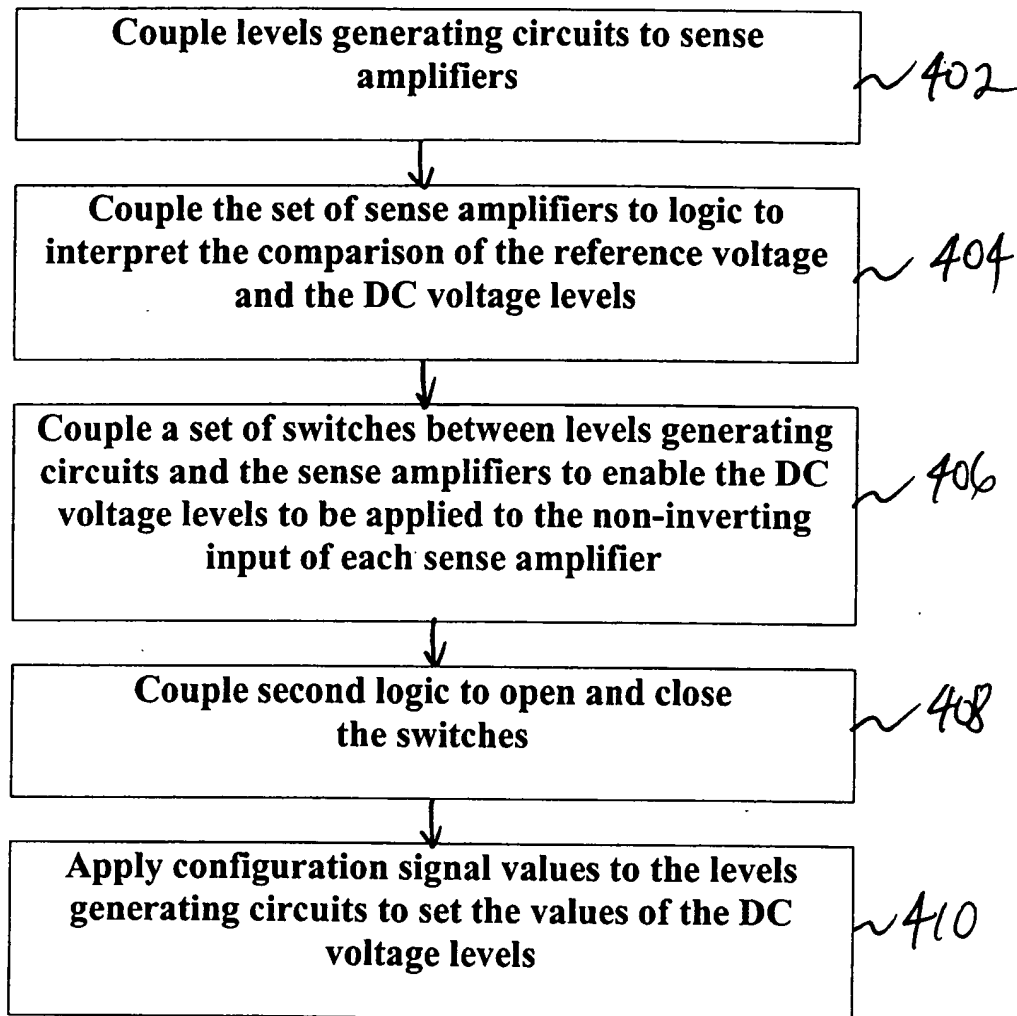 Couple levels generating circuits to sense
amplifiers
402
Couple the set of sense amplifiers to logic to
interpret the comparison of the reference voltage
and the DC voltage levels
404
Couple a set of switches between levels generating
circuits and the sense amplifiers to enable the DC
voltage levels to be applied to the non-inverting
input of each sense amplifier
406
Couple second logic to open and close
the switches
408
Apply configuration signal values to the levels
generating circuits to set the values of the DC
voltage levels
410